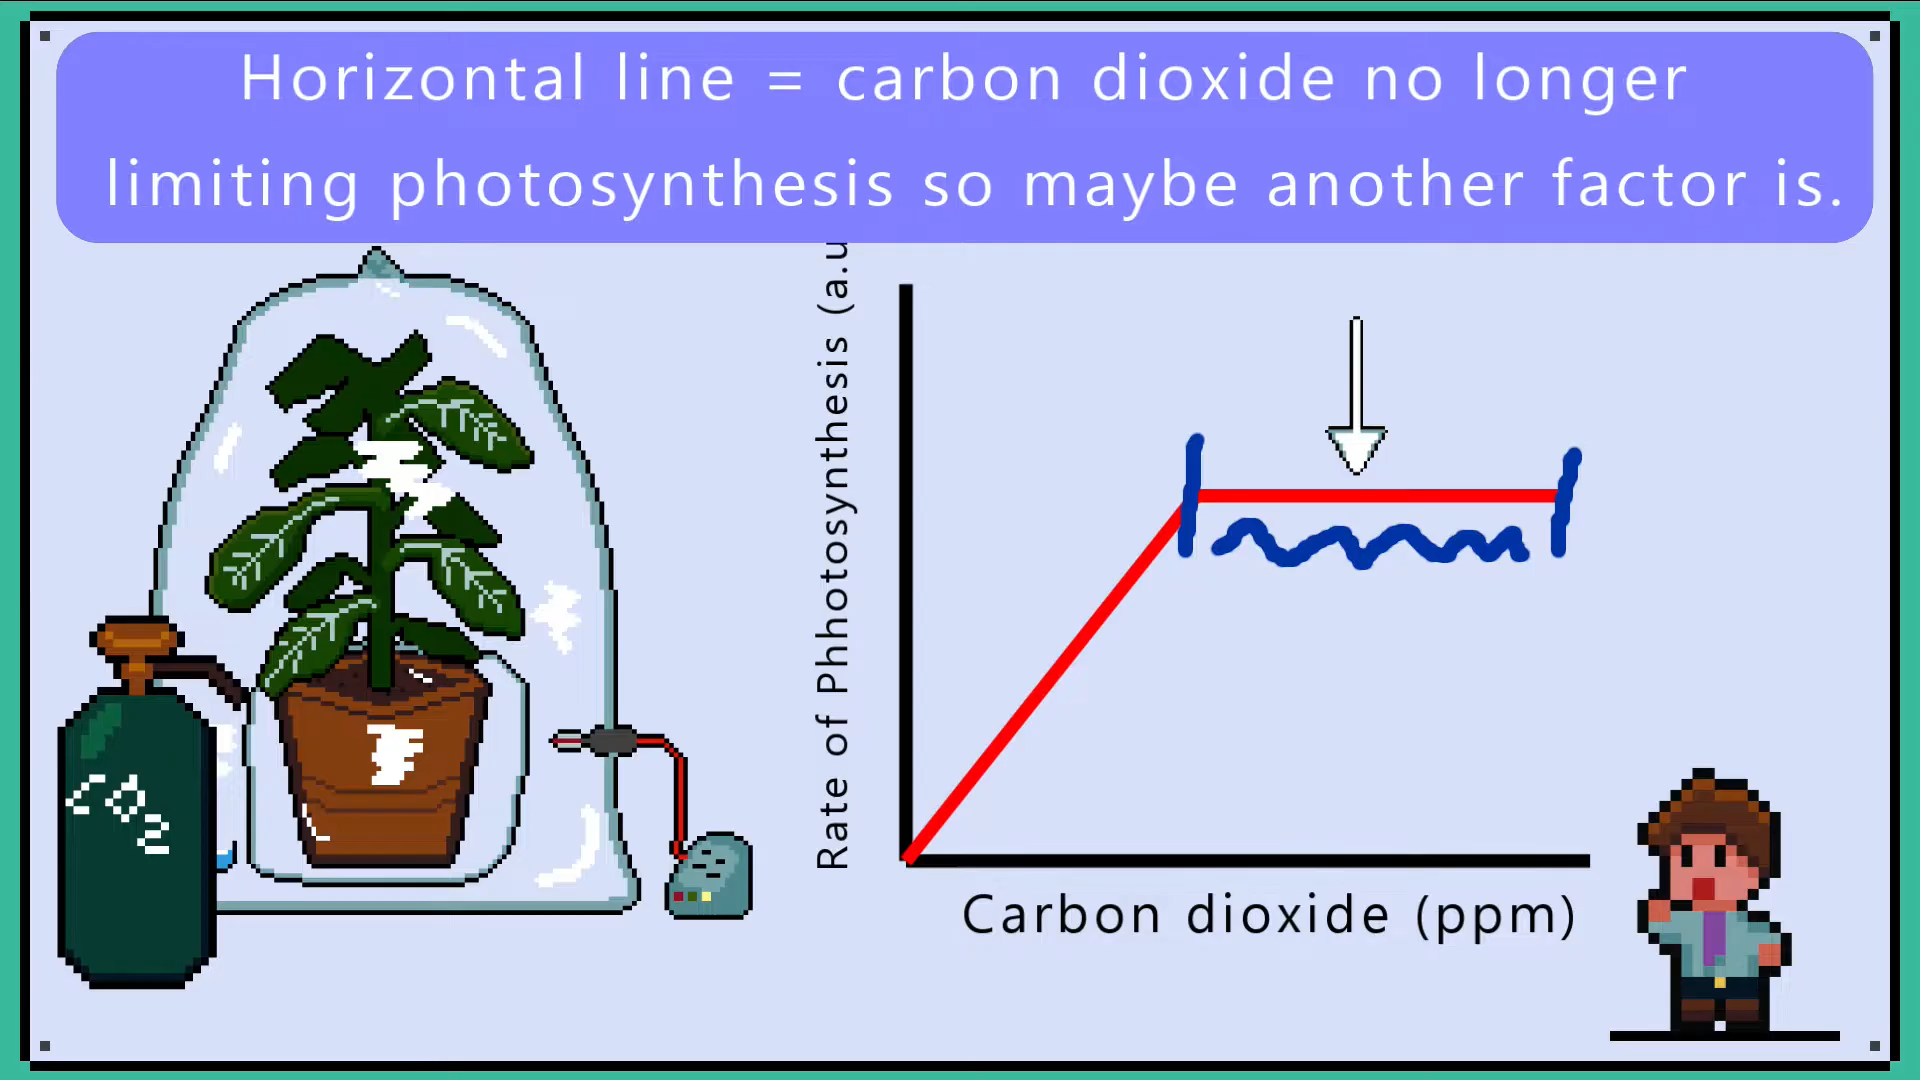 Horizontal line = carbon dioxide no longer
limiting photosynthesis so maybe another factor is.
Rate of Phhotosynthesis (a.u
CO2
Carbon dioxide (ppm)